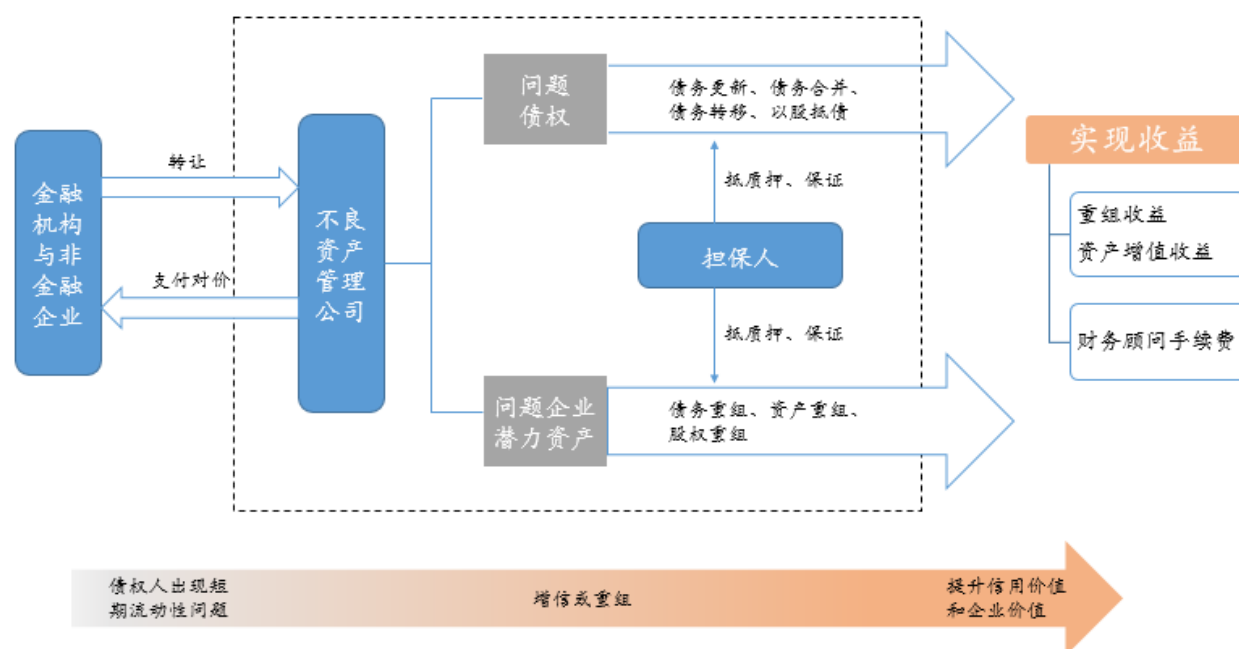 金融
机构
与非
金融
企业
转让
支付对价
不良
资产
管理
公司
问题
债权
债务更新、债务合并、
债务转移、以股抵债
抵质押、保证
担保人
抵质押、保证
问题企业
潜力资产
债务重组、资产重组、
股权重组
实现收益
重组收益
资产增值收益
财务顾问手续费
债权人出现短
期流动性问题
增信或重组
提升信用价值
和企业价值